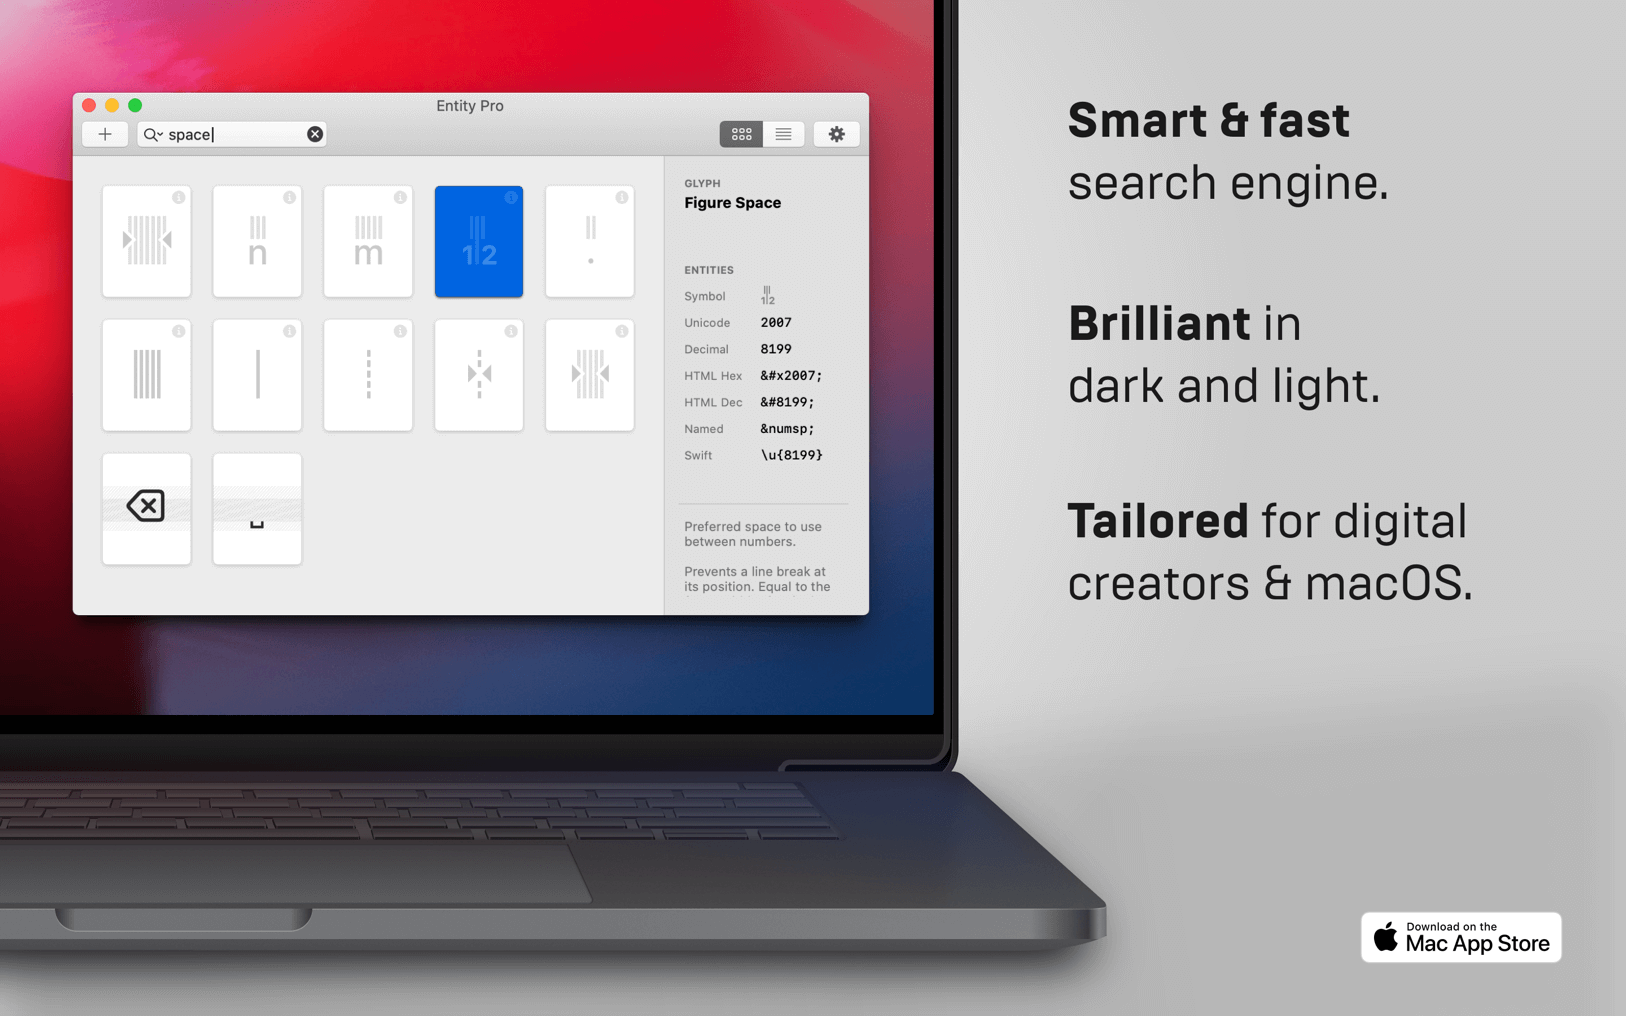 Entity Pro
space
n
m
1 2
.
GLYPH
Figure Space
ENTITIES
Symbol 1 2
Unicode 2007
Decimal 8199
HTML Hex &#x2007;
HTML Dec &#8199;
Named &numsp;
Swift \u{8199}
Preferred space to use
between numbers.
Prevents a line break at
its position. Equal to the
Smart & fast
search engine.
Brilliant in
dark and light.
Tailored for digital
creators & macOS.
Download on the
Mac App Store